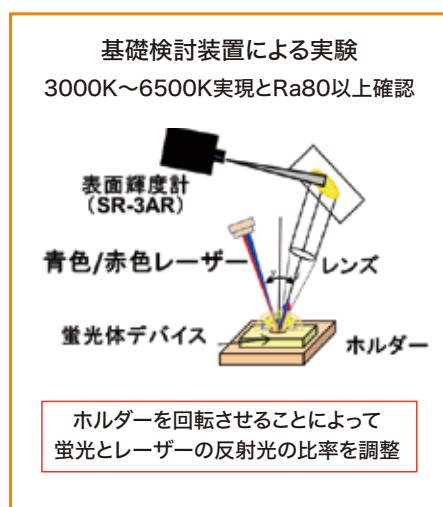 基礎検討装置による実験
3000K～6500K実現とRa80以上確認
表面輝度計
（SR-3AR）
青色/赤色レーザー
レンズ
蛍光体デバイス
ホルダー
ホルダーを回転させることによって
蛍光とレーザーの反射光の比率を調整